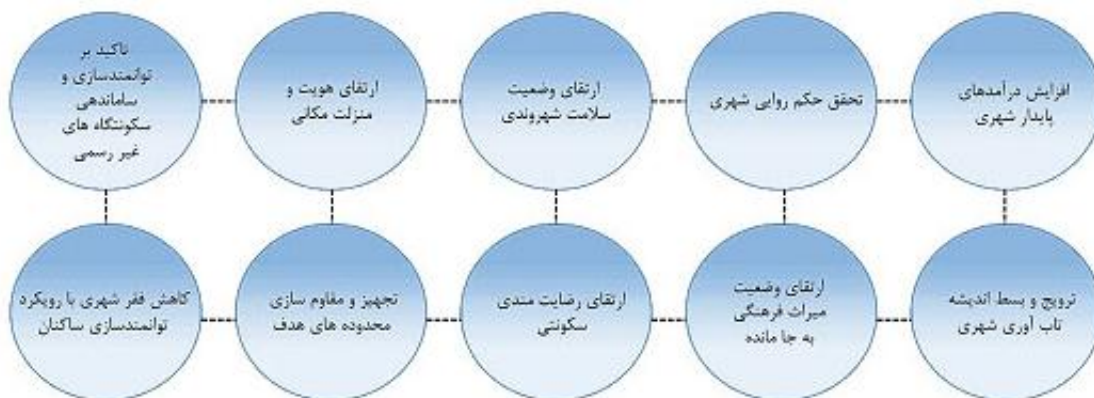 افزایش درآمدهای
پایدار شهری
تحقق حکم روایی شهری
ارتقای وضعیت
سلامت شهروندی
ارتقای هویت و
منزلت مکانی
تاکید بر
توانمندسازی و
ساماندهی
سکونتگاه های
غیر رسمی
ترویج و بسط اندیشه
تاب آوری شهری
ارتقای وضعیت
میراث فرهنگی
به جا مانده
ارتقای رضایت مندی
سکونتی
تجهیز و مقاوم سازی
محدوده های هدف
کاهش فقر شهری با رویکرد
توانمندسازی ساکنان